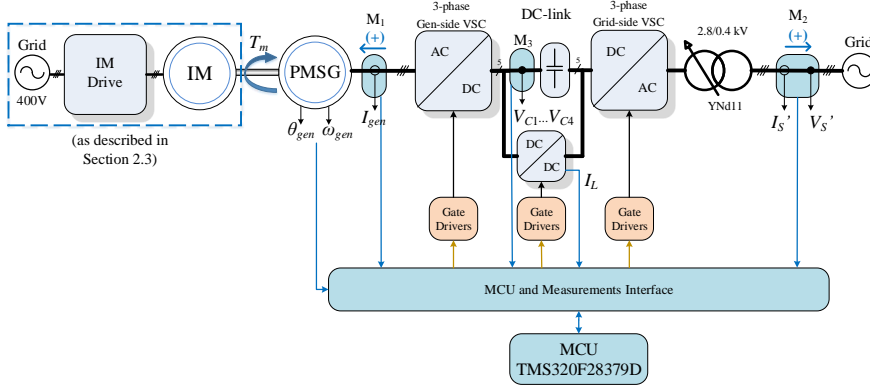 3-phase
Gen-side VSC
DC-link
3-phase
Grid-side VSC
M1
(+)
M3
2.8/0.4 kV
M2
(+)
Grid
400V
IM
Drive
IM
Tm
PMSG
AC
DC
5
5
DC
AC
YNd11
Grid
θgen
ωgen
Igen
VC1...VC4
IS’
VS’
(as described in
Section 2.3)
DC
DC
IL
Gate
Drivers
Gate
Drivers
Gate
Drivers
MCU and Measurements Interface
MCU
TMS320F28379D